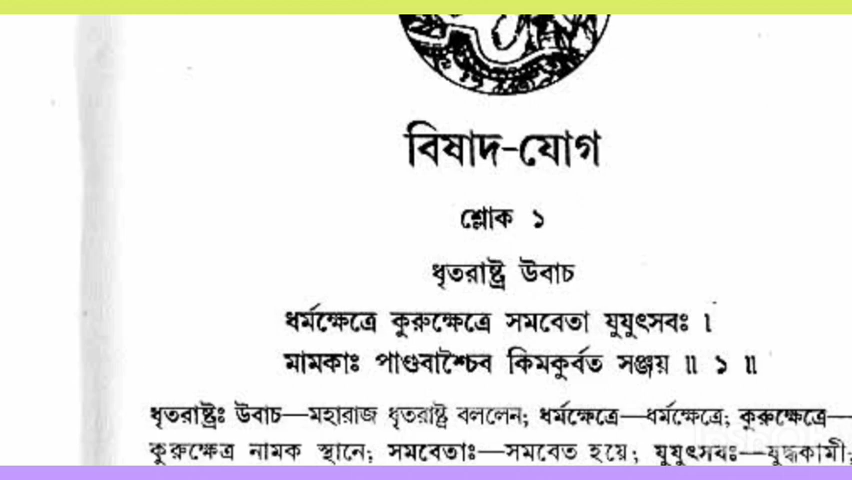 বিষাদ-যোগ
শ্লোক ১
ধৃতরাষ্ট্র উবাচ
ধর্মক্ষেত্রে কুরুক্ষেত্রে সমবেতা যুযুৎসবঃ ।
মামকাঃ পাণ্ডবাশ্চৈব কিমকুর্বত সঞ্জয় ॥ ১ ॥
ধৃতরাষ্ট্রঃ উবাচ—মহারাজ ধৃতরাষ্ট্র বললেন; ধর্মক্ষেত্রে—ধর্মক্ষেত্রে; কুরুক্ষেত্রে—
কুরুক্ষেত্র নামক স্থানে; সমবেতাঃ—সমবেত হয়ে; যুযুৎসবঃ—যুদ্ধকামী;